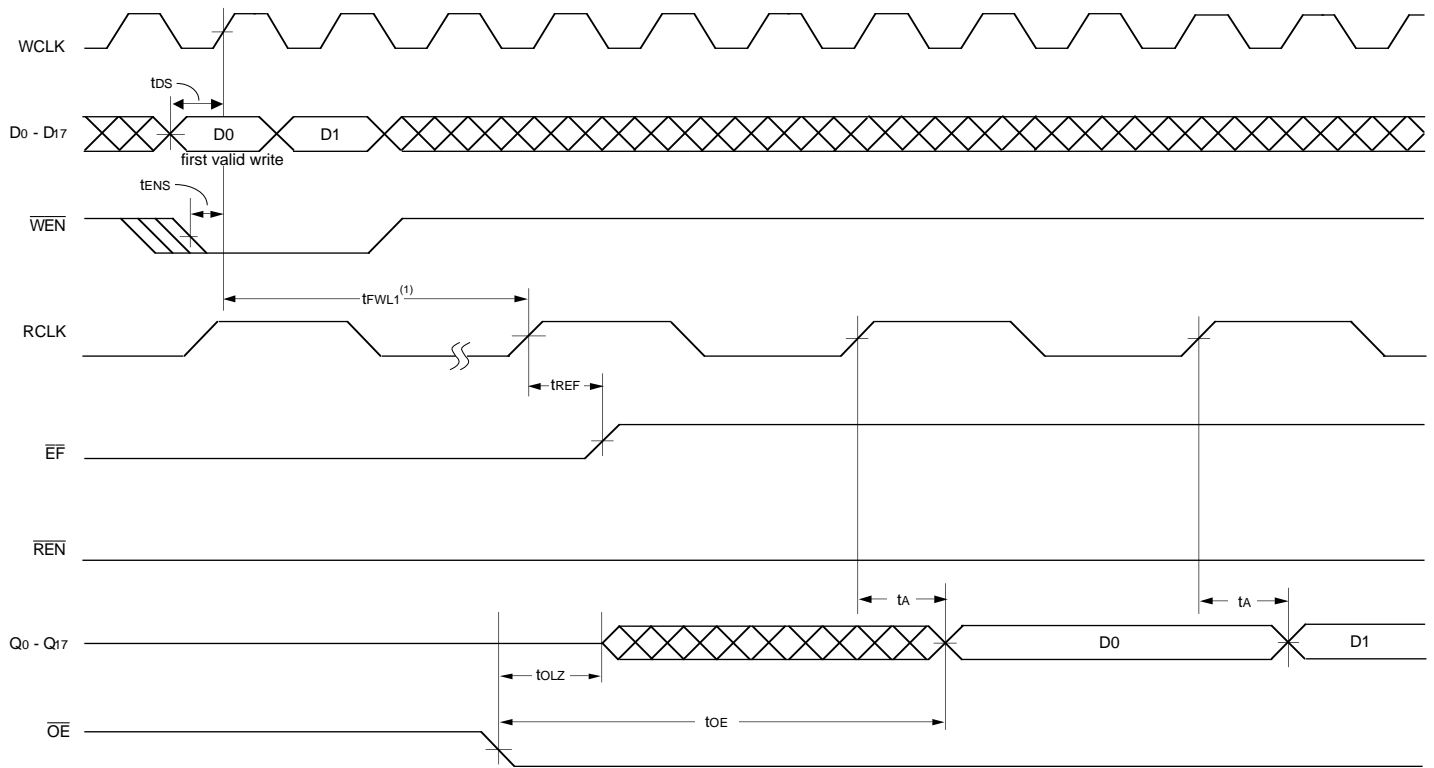 WCLK
tDS
D0 - D17
D0
D1
first valid write
tENS
WEN
tFWL1(1)
RCLK
tREF
EF
REN
tA
tA
Q0 - Q17
D0
D1
tOLZ
tOE
OE